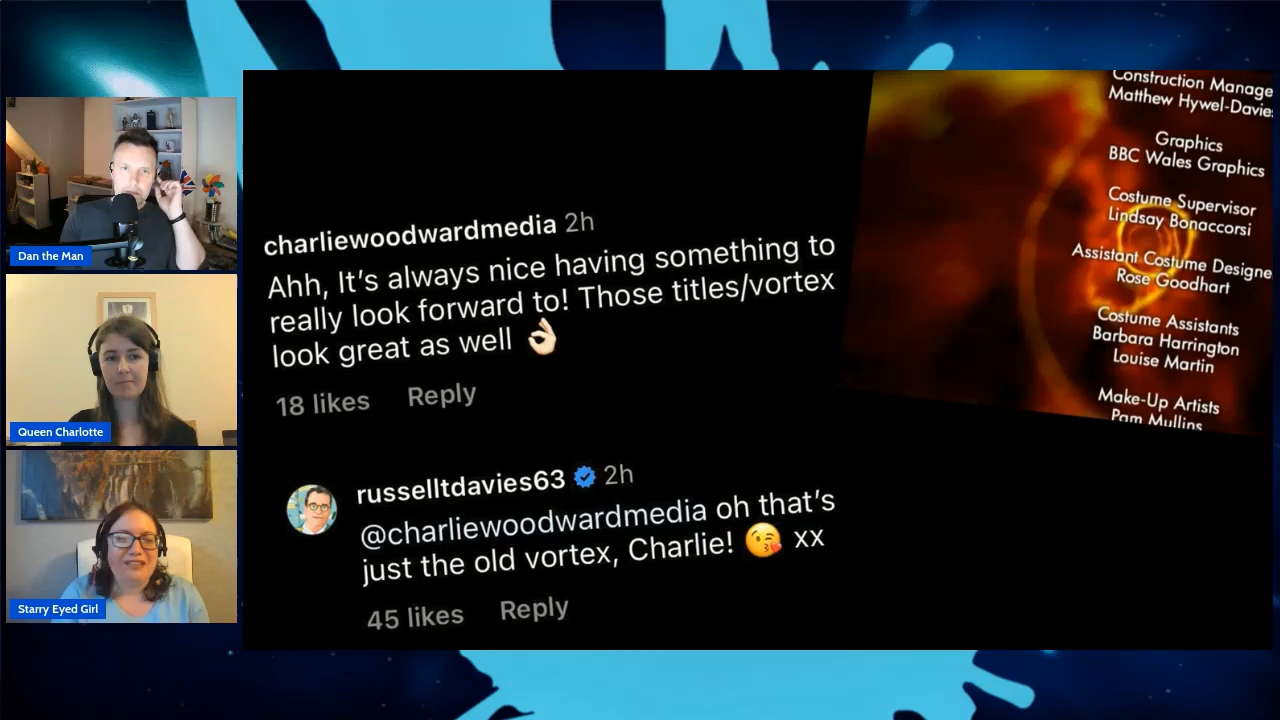 Dan the Man
Queen Charlotte
Starry Eyed Girl
charliewoodwardmedia 2h
Ahh, It’s always nice having something to
really look forward to! Those titles/vortex
look great as well 👌🏻
18 likes Reply
russelltdavies63 2h
@charliewoodwardmedia oh that’s
just the old vortex, Charlie! 😘 xx
45 likes Reply
Construction Manage
Matthew Hywel-Davie
Graphics
BBC Wales Graphics
Costume Supervisor
Lindsay Bonaccorsi
Assistant Costume Designe
Rose Goodhart
Costume Assistants
Barbara Harrington
Louise Martin
Make-Up Artists
Pam Mullins